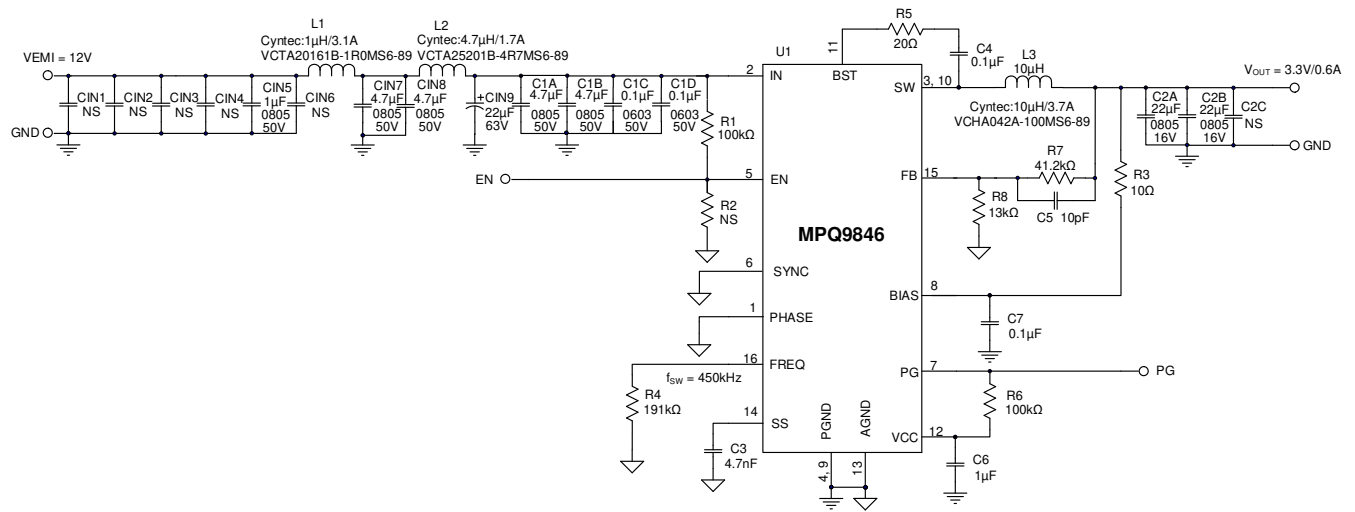 L1
Cyntec:1µH/3.1A
VCTA20161B-1R0MS6-89
L2
Cyntec:4.7µH/1.7A
VCTA25201B-4R7MS6-89
VEMI = 12V
GND
CIN1
NS
CIN2
NS
CIN3
NS
CIN4
NS
CIN5
1µF
0805
50V
CIN6
NS
CIN7
4.7µF
0805
50V
CIN8
4.7µF
0805
50V
+CIN9
22µF
63V
C1A
4.7µF
0805
50V
C1B
4.7µF
0805
50V
C1C
0.1µF
0603
50V
C1D
0.1µF
0603
50V
R1
100kΩ
EN
R2
NS
R4
191kΩ
fSW = 450kHz
C3
4.7nF
U1
MPQ9846
2 IN
5 EN
6 SYNC
1 PHASE
16 FREQ
14 SS
11
BST
SW 3, 10
FB 15
BIAS 8
PG 7
VCC 12
PGND
4, 9
AGND
13
R5
20Ω
C4
0.1µF
L3
10µH
Cyntec:10µH/3.7A
VCHA042A-100MS6-89
VOUT = 3.3V/0.6A
C2A
22µF
0805
16V
C2B
22µF
0805
16V
C2C
NS
GND
R7
41.2kΩ
R8
13kΩ
C5 10pF
R3
10Ω
C7
0.1µF
PG
R6
100kΩ
C6
1µF